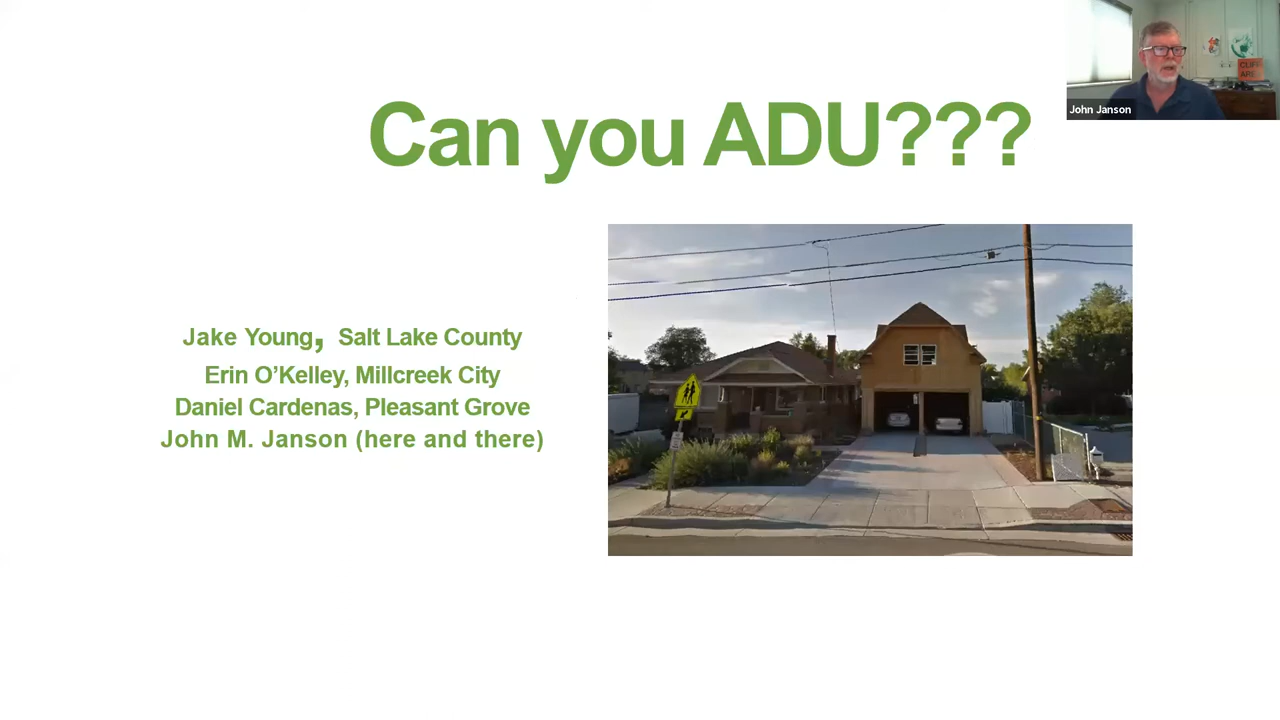 Can you ADU???
John Janson
Jake Young, Salt Lake County
Erin O’Kelley, Millcreek City
Daniel Cardenas, Pleasant Grove
John M. Janson (here and there)